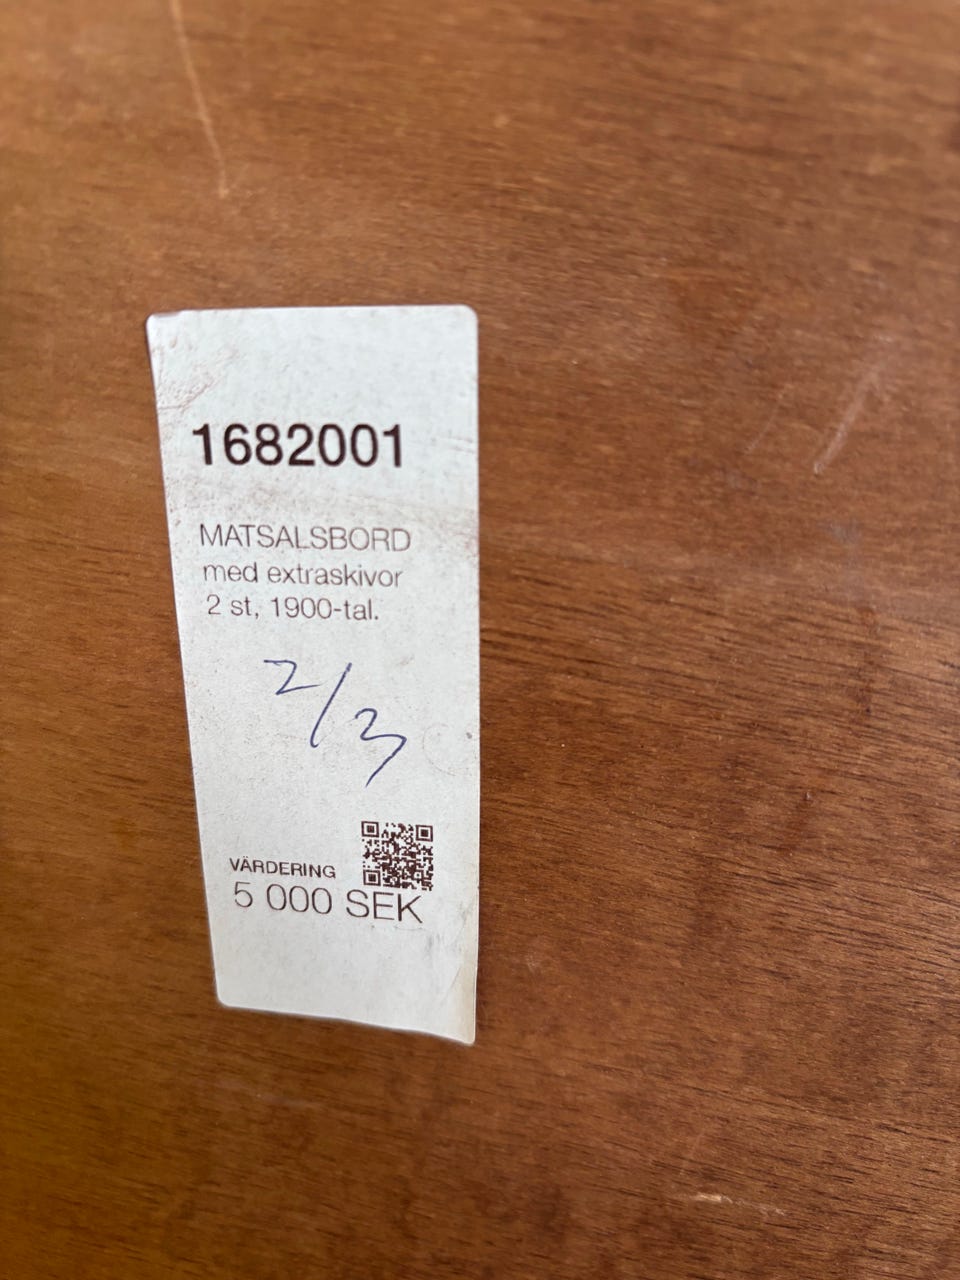 1682001
MATSALSBORD
med extraskivor
2 st, 1900-tal.
2/3
VÄRDERING
5 000 SEK